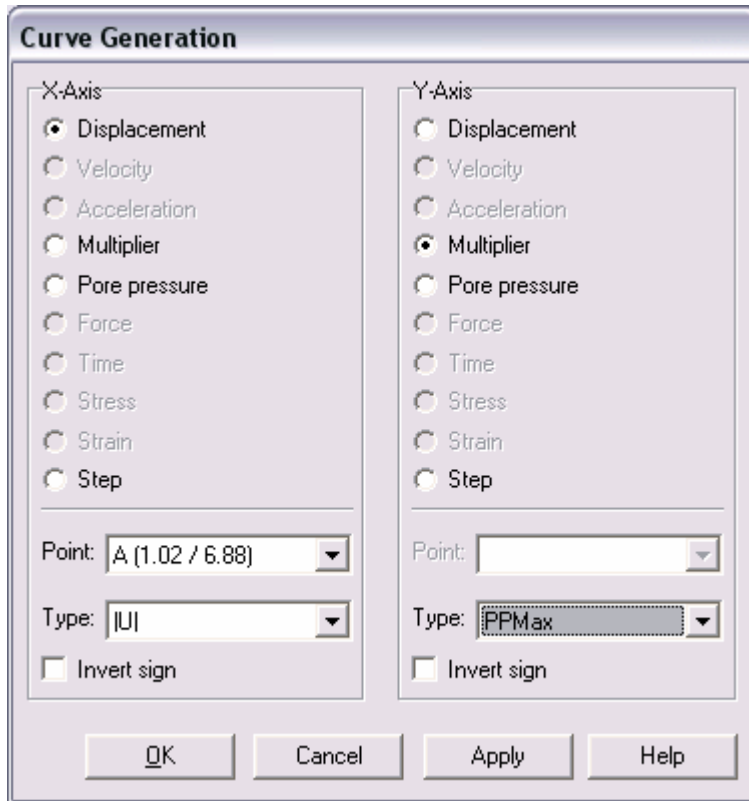 Curve Generation
X-Axis
Displacement
Velocity
Acceleration
Multiplier
Pore pressure
Force
Time
Stress
Strain
Step
Point: A (1.02 / 6.88)
Type: |U|
Invert sign
Y-Axis
Displacement
Velocity
Acceleration
Multiplier
Pore pressure
Force
Time
Stress
Strain
Step
Point:
Type: PPMax
Invert sign
OK Cancel Apply Help